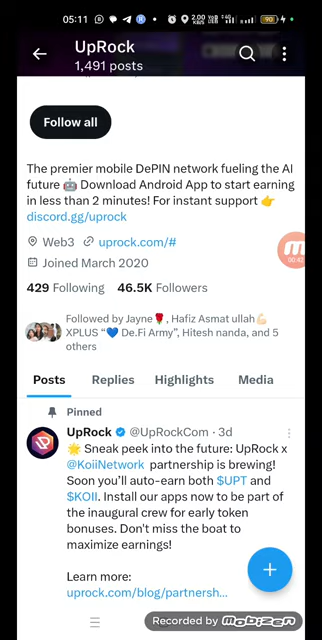 05:11
2.00
KB/S
90
UpRock
1,491 posts
Follow all
The premier mobile DePIN network fueling the AI
future 🤖 Download Android App to start earning
in less than 2 minutes! For instant support 👉
discord.gg/uprock
Web3 uprock.com/#
Joined March 2020
429 Following 46.5K Followers
Followed by Jayne🌹, Hafiz Asmat ullah💪🏻
XPLUS “💙 De.Fi Army”, Hitesh nanda, and 5
others
Posts Replies Highlights Media
Pinned
UpRock @UpRockCom · 3d
🌟 Sneak peek into the future: UpRock x
@KoiiNetwork partnership is brewing!
Soon you’ll auto-earn both $UPT and
$KOII. Install our apps now to be part of
the inaugural crew for early token
bonuses. Don't miss the boat to
maximize earnings!
Learn more:
uprock.com/blog/partnersh...
Recorded by mobizen